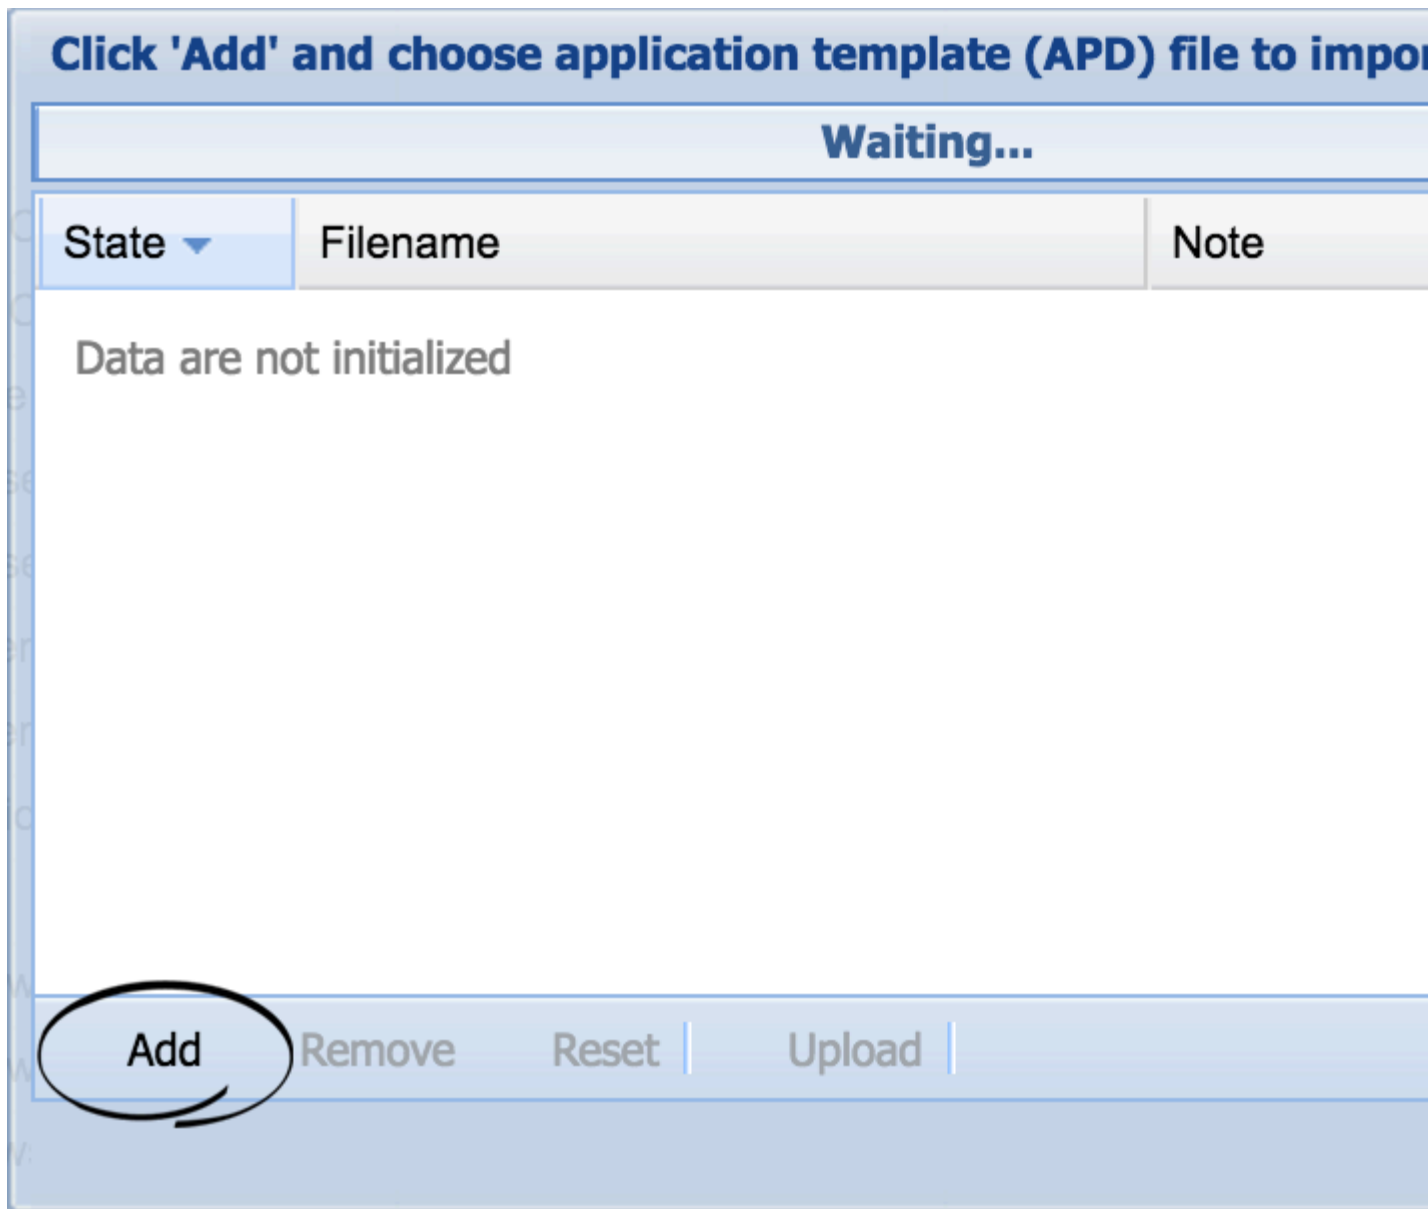 Click 'Add' and choose application template (APD) file to impor
Waiting...
State Filename Note
Data are not initialized
Add Remove Reset Upload